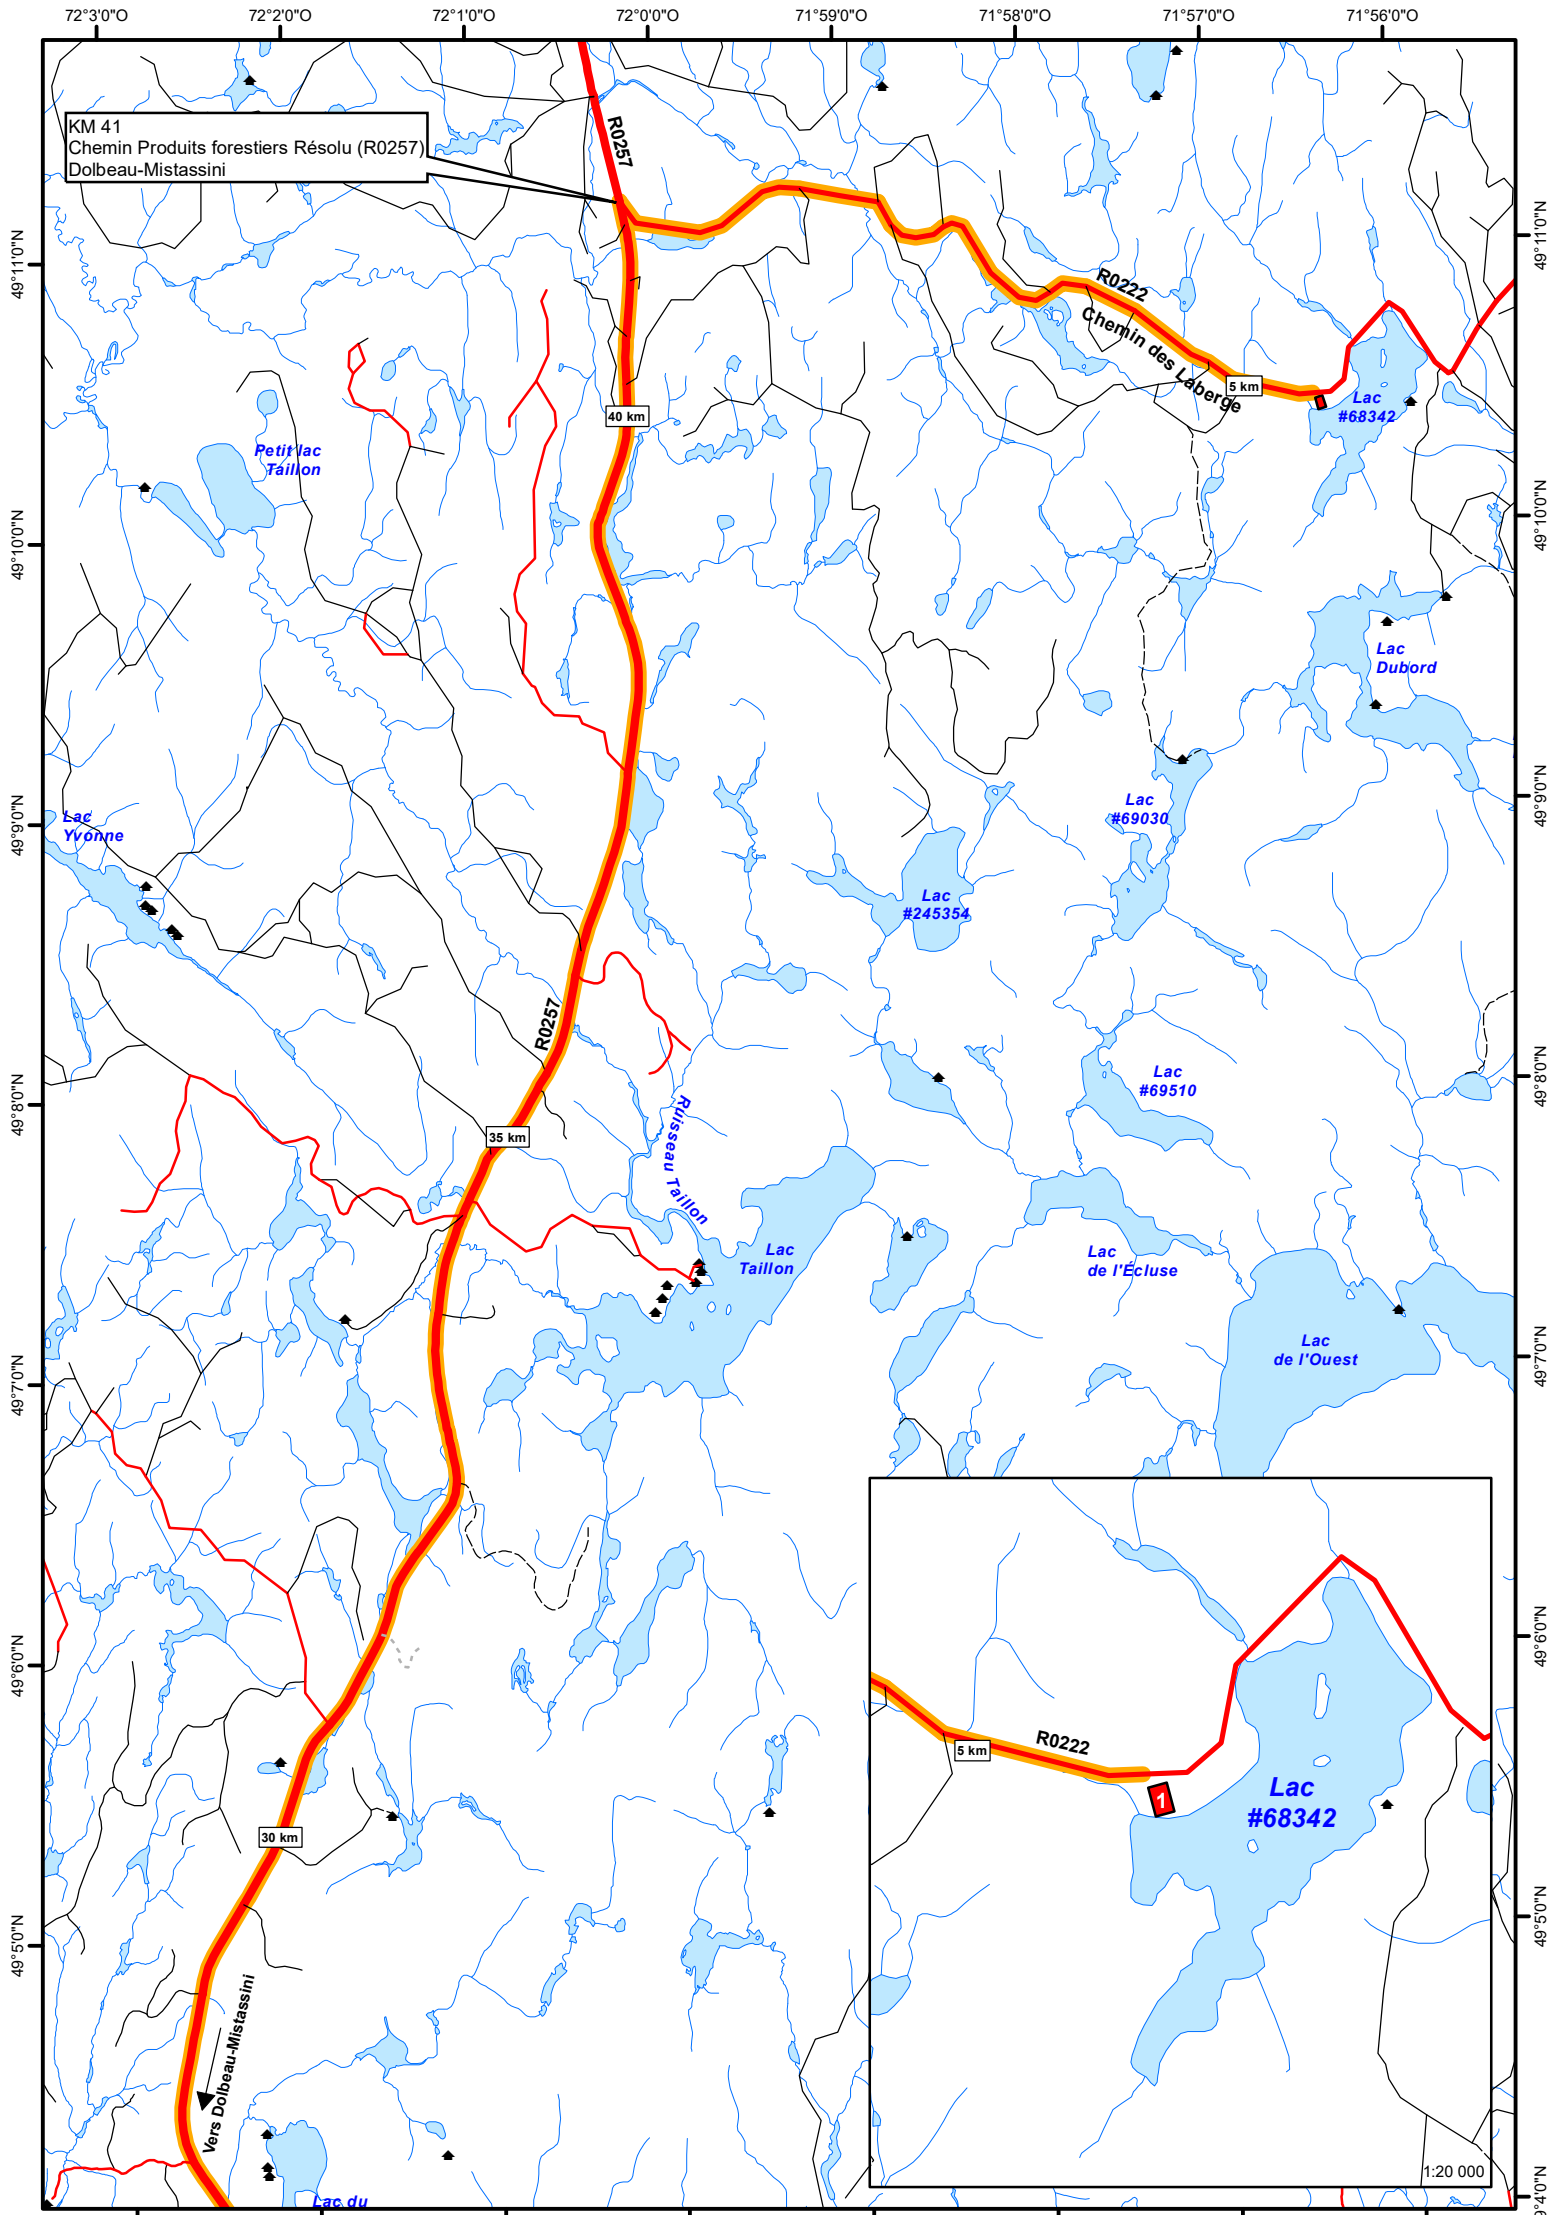 72°3'0"O 72°2'0"O 72°1'0"O 72°0'0"O 71°59'0"O 71°58'0"O 71°57'0"O 71°56'0"O
KM 41
Chemin Produits forestiers Résolu (R0257)
Dolbeau-Mistassini
R0257
49°11'0"N
49°11'0"N
R0222
Chemin des Laberge
5 km
40 km
Lac
#68342
Petit lac
Taillon
49°10'0"N
49°10'0"N
Lac
Dubord
49°9'0"N
49°9'0"N
Lac
Yvonne
Lac
#69030
Lac
#245354
R0257
49°8'0"N
49°8'0"N
Lac
#69510
35 km
Ruisseau Taillon
Lac
Taillon
Lac
de l'Écluse
Lac
de l'Ouest
49°7'0"N
49°7'0"N
49°6'0"N
49°6'0"N
R0222
5 km
1
Lac
#68342
30 km
49°5'0"N
49°5'0"N
Vers Dolbeau-Mistassini
1:20 000
Lac du
9°4'0"N